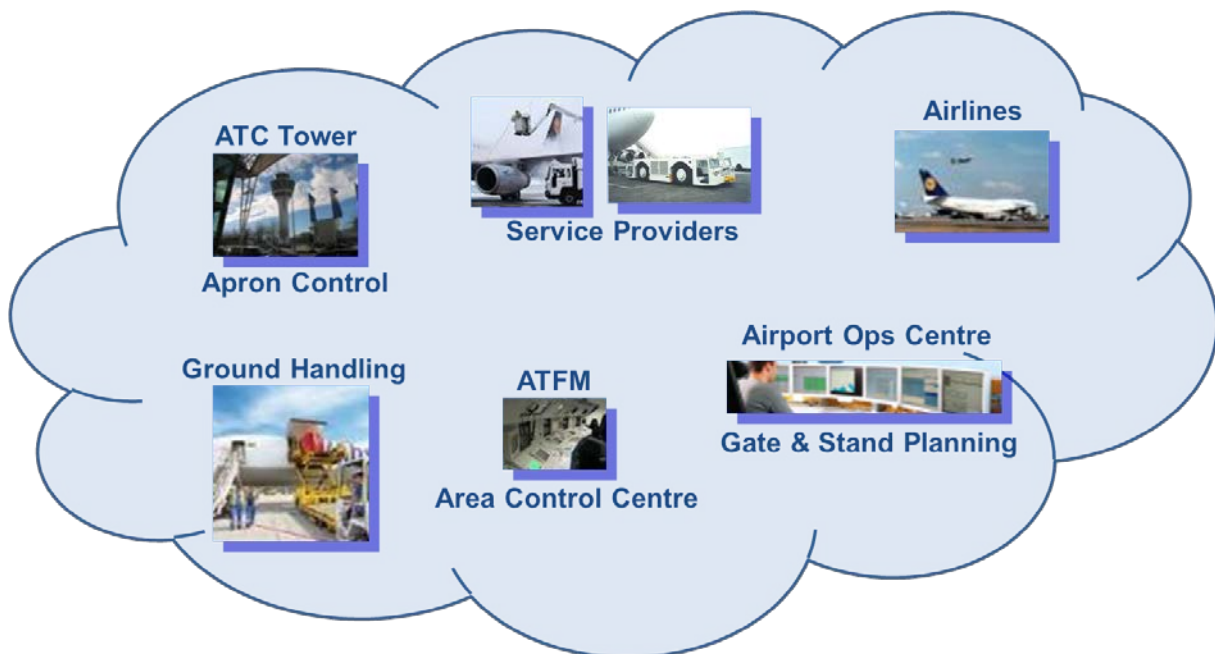 ATC Tower
Apron Control
Service Providers
Airlines
Ground Handling
ATFM
Area Control Centre
Airport Ops Centre
Gate & Stand Planning